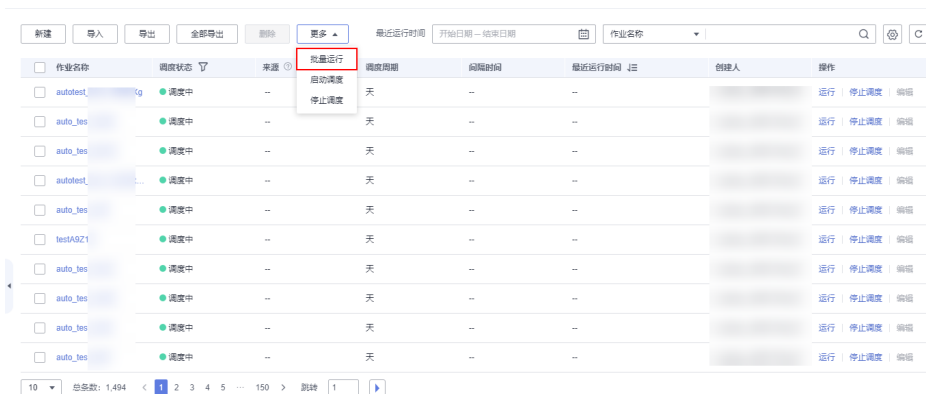 新建 导入 导出 全部导出 删除 更多 最近运行时间 开始日期 – 结束日期 作业名称
批量运行
启动调度
停止调度
作业名称 调度状态 来源 调度周期 间隔时间 最近运行时间 创建人 操作
autotest_ Kg 调度中 -- 天 -- -- 运行 停止调度 编辑
auto_tes 调度中 -- 天 -- -- 运行 停止调度 编辑
auto_tes 调度中 -- 天 -- -- 运行 停止调度 编辑
autotest_ ... 调度中 -- 天 -- -- 运行 停止调度 编辑
auto_tes 调度中 -- 天 -- -- 运行 停止调度 编辑
testA9Z1 调度中 -- 天 -- -- 运行 停止调度 编辑
auto_tes 调度中 -- 天 -- -- 运行 停止调度 编辑
auto_tes 调度中 -- 天 -- -- 运行 停止调度 编辑
auto_tes 调度中 -- 天 -- -- 运行 停止调度 编辑
auto_tes 调度中 -- 天 -- -- 运行 停止调度 编辑
10 总条数: 1,494 < 1 2 3 4 5 ... 150 > 跳转 1